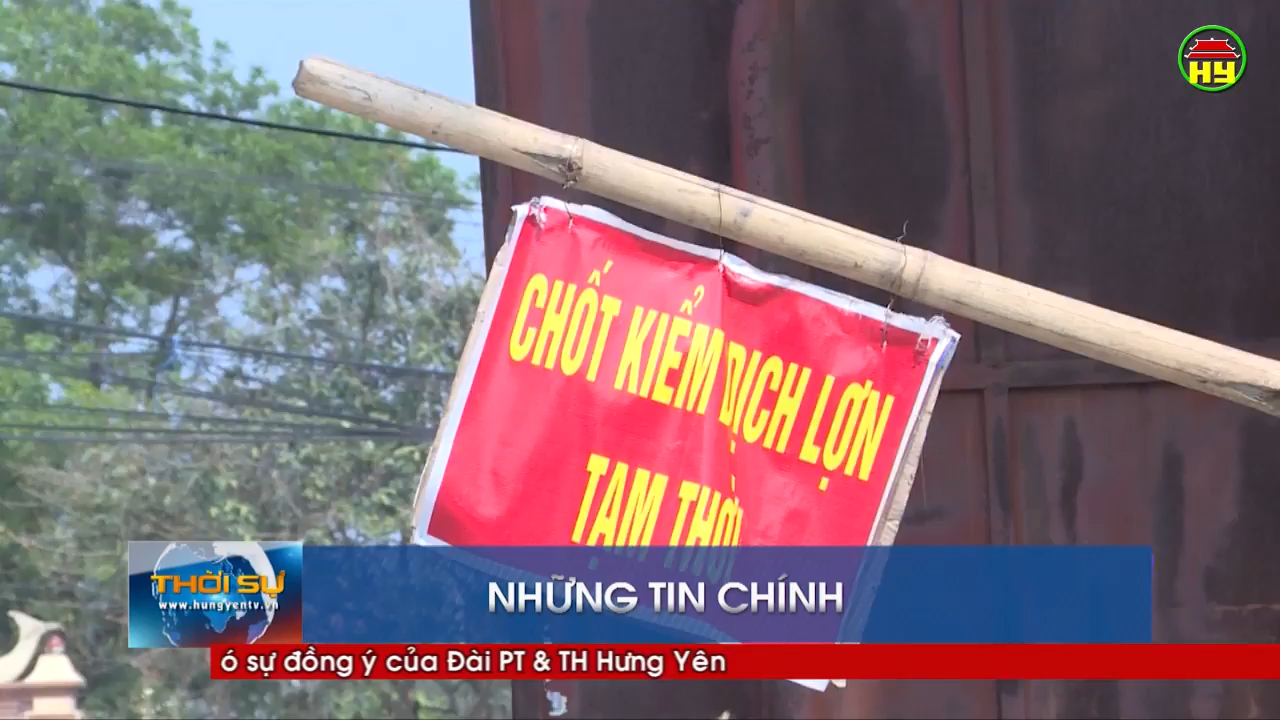 HY
CHỐT KIỂM DỊCH LỢN
TẠM THỜI
THỜI SỰ
www.hungyentv.vn
NHỮNG TIN CHÍNH
ó sự đồng ý của Đài PT & TH Hưng Yên